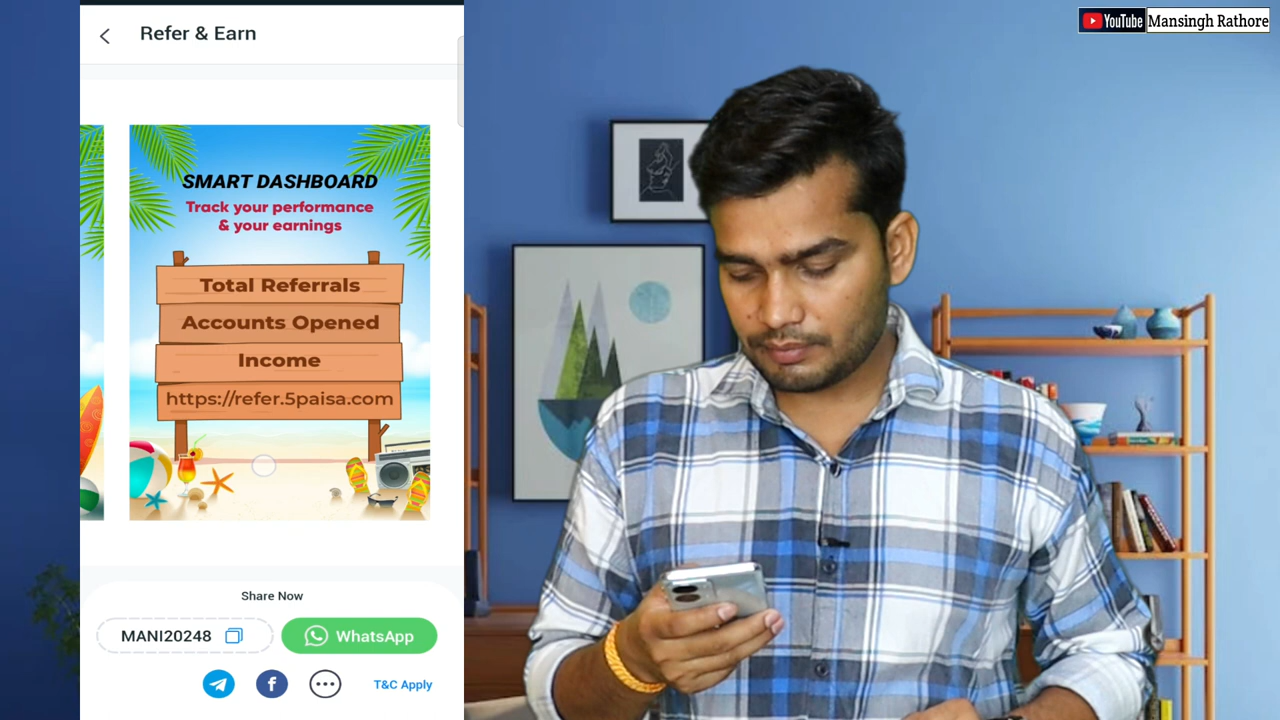 Refer & Earn
SMART DASHBOARD
Track your performance
& your earnings
Total Referrals
Accounts Opened
Income
https://refer.5paisa.com
Share Now
MANI20248
WhatsApp
T&C Apply
YouTube Mansingh Rathore